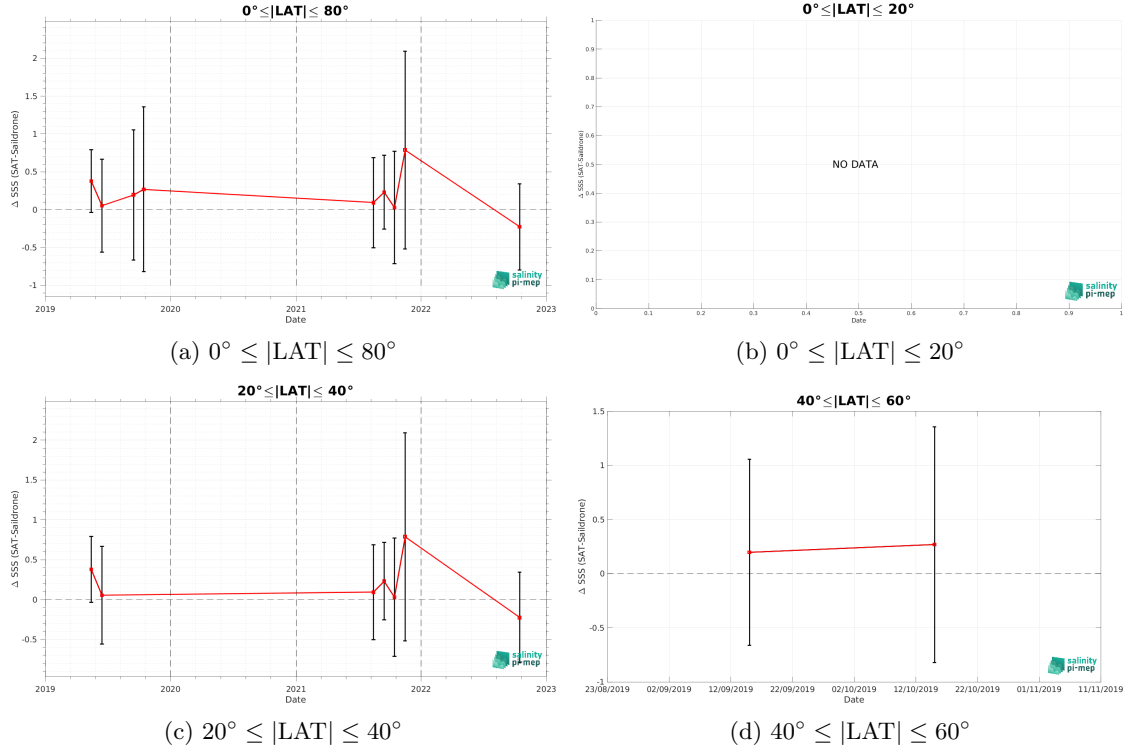 0°≤|LAT|≤ 80°
Δ SSS (SAT-Saildrone)
2
1.5
1
0.5
0
-0.5
-1
2019
2020
2021
2022
2023
Date
salinity
pi-mep
(a) 0° ≤ |LAT| ≤ 80°
0°≤|LAT|≤ 20°
Δ SSS (SAT-Saildrone)
1
0.9
0.8
0.7
0.6
0.5
0.4
0.3
0.2
0.1
0
NO DATA
0
0.1
0.2
0.3
0.4
0.5
0.6
0.7
0.8
0.9
1
Date
salinity
pi-mep
(b) 0° ≤ |LAT| ≤ 20°
20°≤|LAT|≤ 40°
Δ SSS (SAT-Saildrone)
2
1.5
1
0.5
0
-0.5
2019
2020
2021
2022
2023
Date
salinity
pi-mep
(c) 20° ≤ |LAT| ≤ 40°
40°≤|LAT|≤ 60°
Δ SSS (SAT-Saildrone)
1.5
1
0.5
0
-0.5
-1
23/08/2019
02/09/2019
12/09/2019
22/09/2019
02/10/2019
12/10/2019
22/10/2019
01/11/2019
11/11/2019
Date
salinity
pi-mep
(d) 40° ≤ |LAT| ≤ 60°